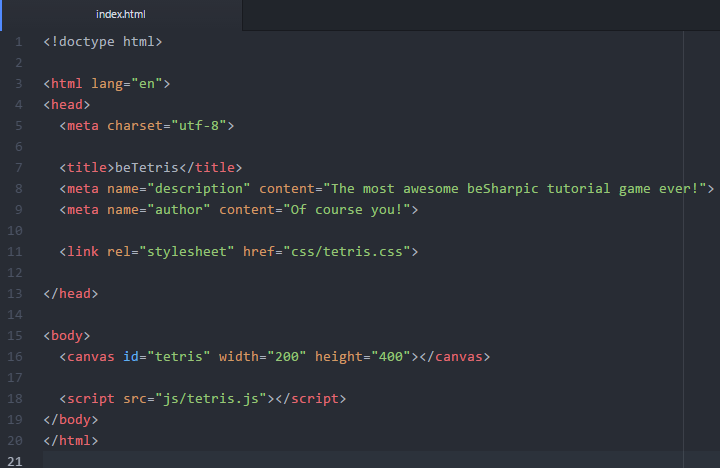 index.html
1 <!doctype html>
2
3 <html lang="en">
4 <head>
5   <meta charset="utf-8">
6
7   <title>beTetris</title>
8   <meta name="description" content="The most awesome beSharpic tutorial game ever!">
9   <meta name="author" content="Of course you!">
10
11   <link rel="stylesheet" href="css/tetris.css">
12
13 </head>
14
15 <body>
16   <canvas id="tetris" width="200" height="400"></canvas>
17
18   <script src="js/tetris.js"></script>
19 </body>
20 </html>
21